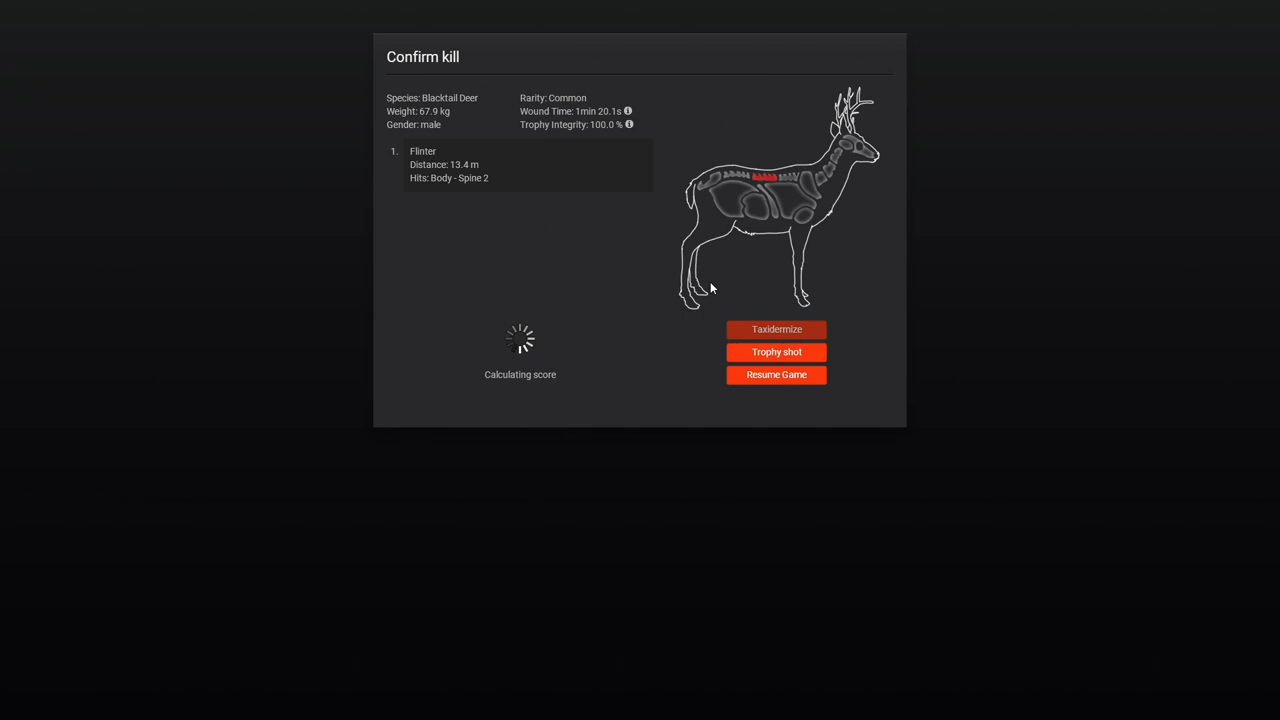 Confirm kill
Species: Blacktail Deer
Weight: 67.9 kg
Gender: male
Rarity: Common
Wound Time: 1min 20.1s
Trophy Integrity: 100.0 %
1. Flinter
Distance: 13.4 m
Hits: Body - Spine 2
Calculating score
Taxidermize
Trophy shot
Resume Game